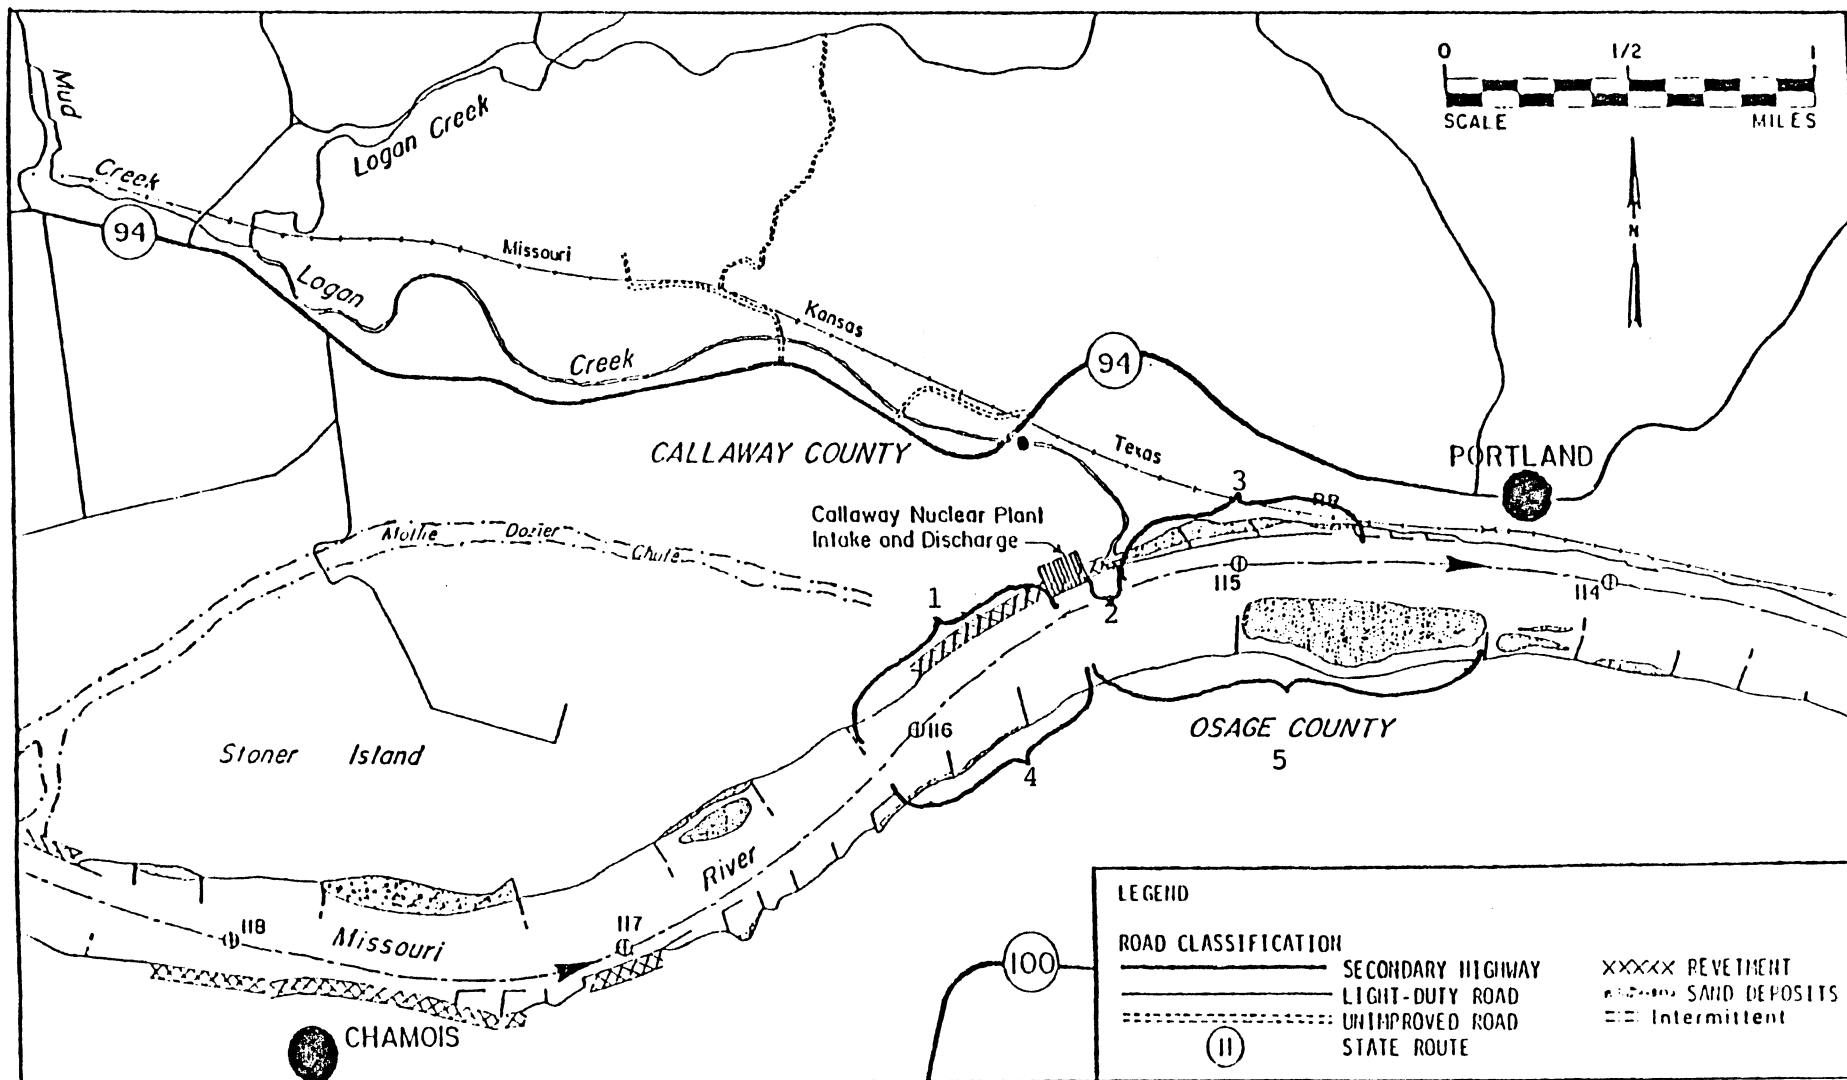 0 1/2 1
SCALE MILES
N
Mud
Creek
Logan Creek
94
Missouri
Logan
Kansas
Creek
94
CALLAWAY COUNTY
Texas
PORTLAND
3
RR
Callaway Nuclear Plant
Intake and Discharge
Mollie Dozier Chute
1
2
115
114
116
OSAGE COUNTY
5
4
Stoner Island
River
117
118
Missouri
100
CHAMOIS
LEGEND
ROAD CLASSIFICATION
SECONDARY HIGHWAY
LIGHT-DUTY ROAD
UNIMPROVED ROAD
11 STATE ROUTE
XXXXX REVETMENT
SAND DEPOSITS
Intermittent